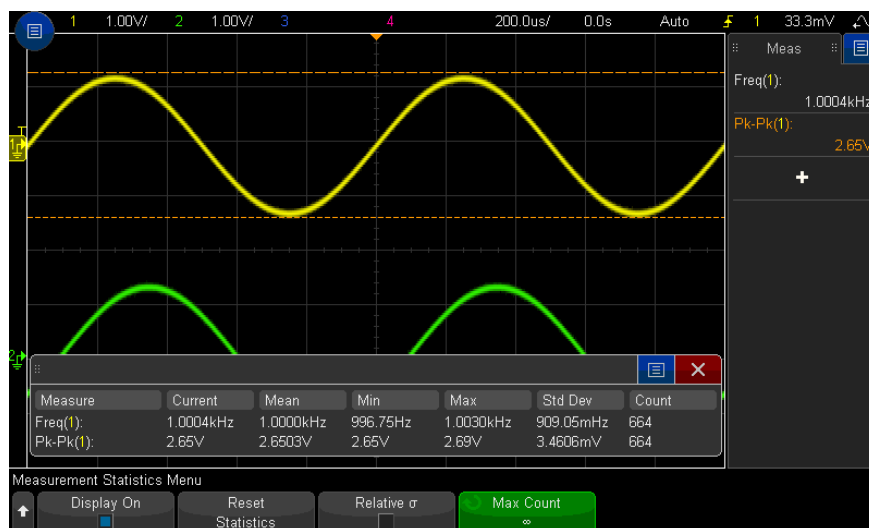 1 1.00V/ 2 1.00V/ 3 4 200.0us/ 0.0s Auto 1 33.3mV
Meas
Freq(1):
1.0004kHz
Pk-Pk(1):
2.65V
+
T
1
2
Measure Current Mean Min Max Std Dev Count
Freq(1): 1.0004kHz 1.0000kHz 996.75Hz 1.0030kHz 909.05mHz 664
Pk-Pk(1): 2.65V 2.6503V 2.65V 2.69V 3.4606mV 664
Measurement Statistics Menu
Display On Reset Relative σ Max Count
Statistics ∞